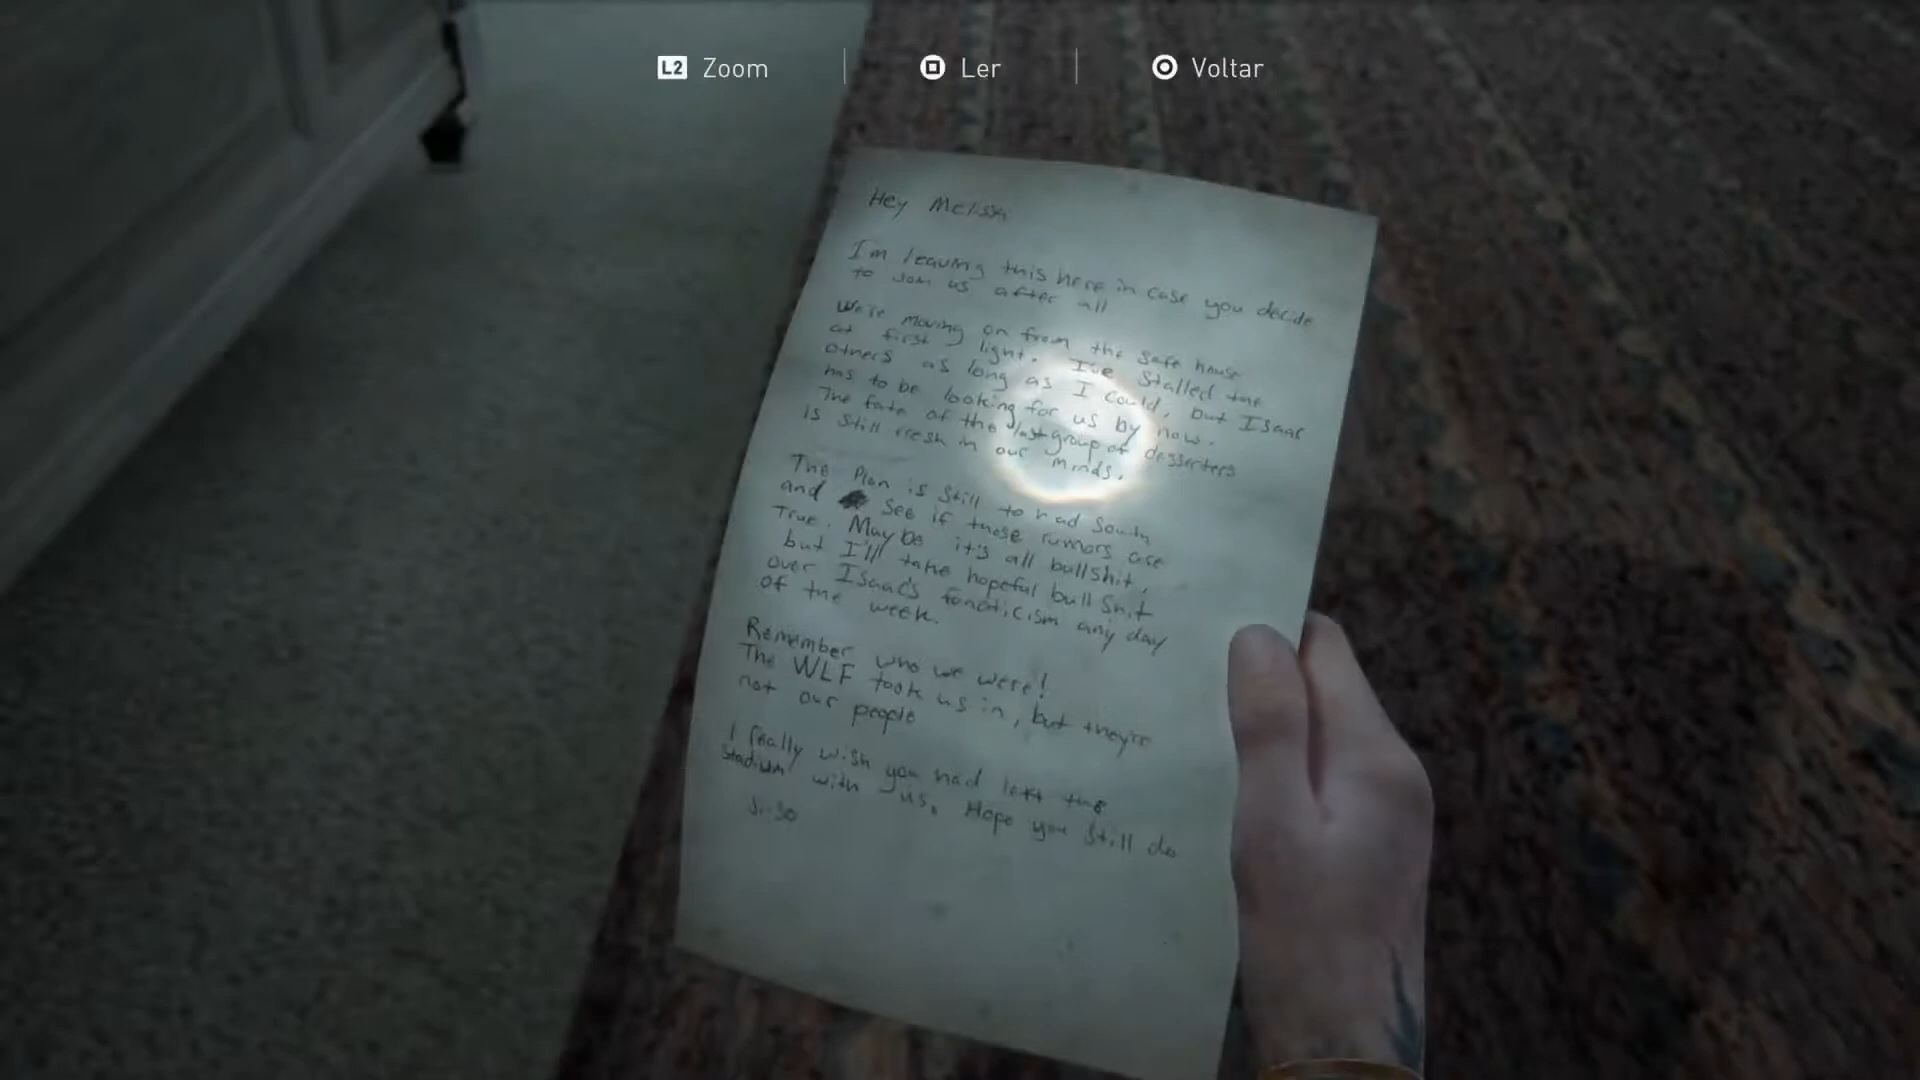 L2 Zoom
Ler
Voltar
Hey Melissa
I'm leaving this here in case you decide
to join us after all
We're moving on from the safe house
at first light. I've stalled the
others as long as I could, but Isaac
has to be looking for us by now.
The fate of the last group of desserters
is still fresh in our minds.
The Plan is still to head South
and see if those rumors are
True. Maybe it's all bullshit,
but I'll take hopeful bullshit
over Isaac's fanaticism any day
of the week.
Remember who we were!
The WLF took us in, but they're
not our people
I really wish you had left the
stadium with us. Hope you still do